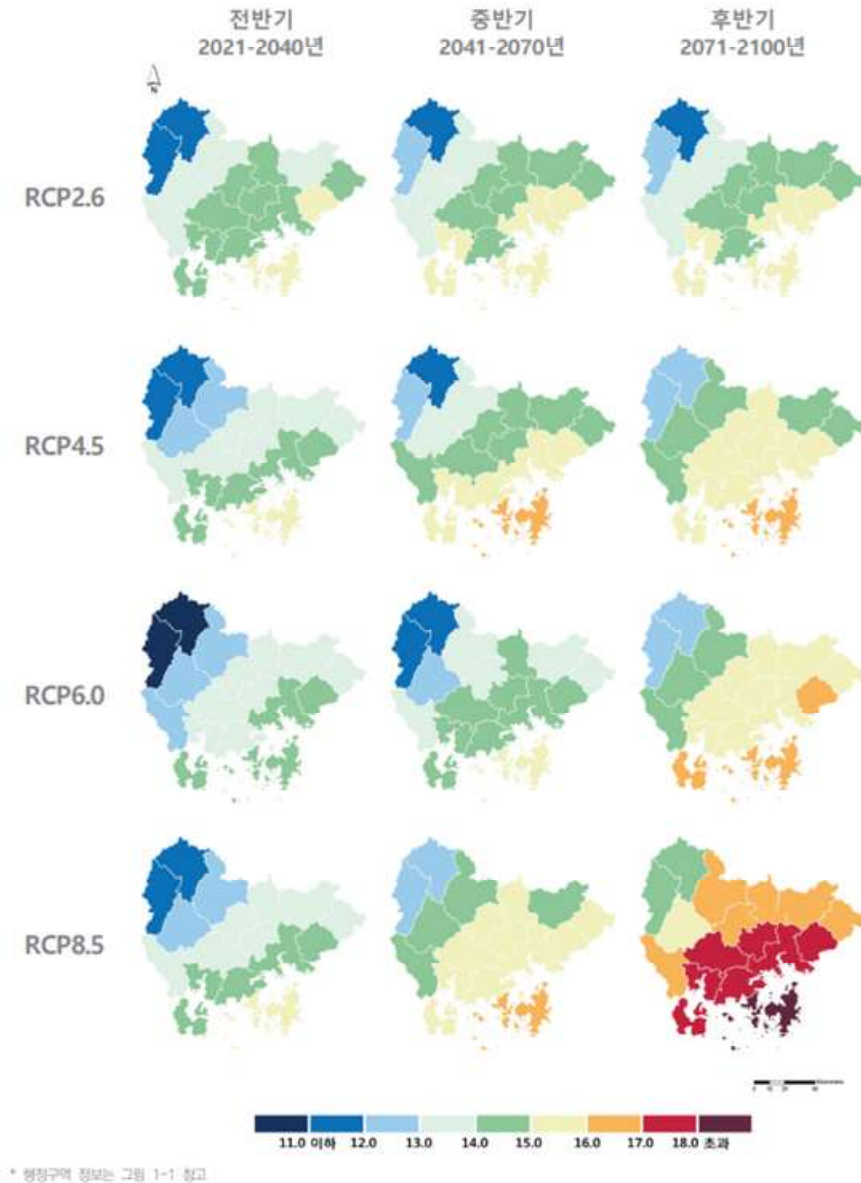 전반기 중반기 후반기
2021-2040년 2041-2070년 2071-2100년
RCP2.6
RCP4.5
RCP6.0
RCP8.5
11.0 이하 12.0 13.0 14.0 15.0 16.0 17.0 18.0 초과
* 행정구역 정보는 그림 1-1 참고